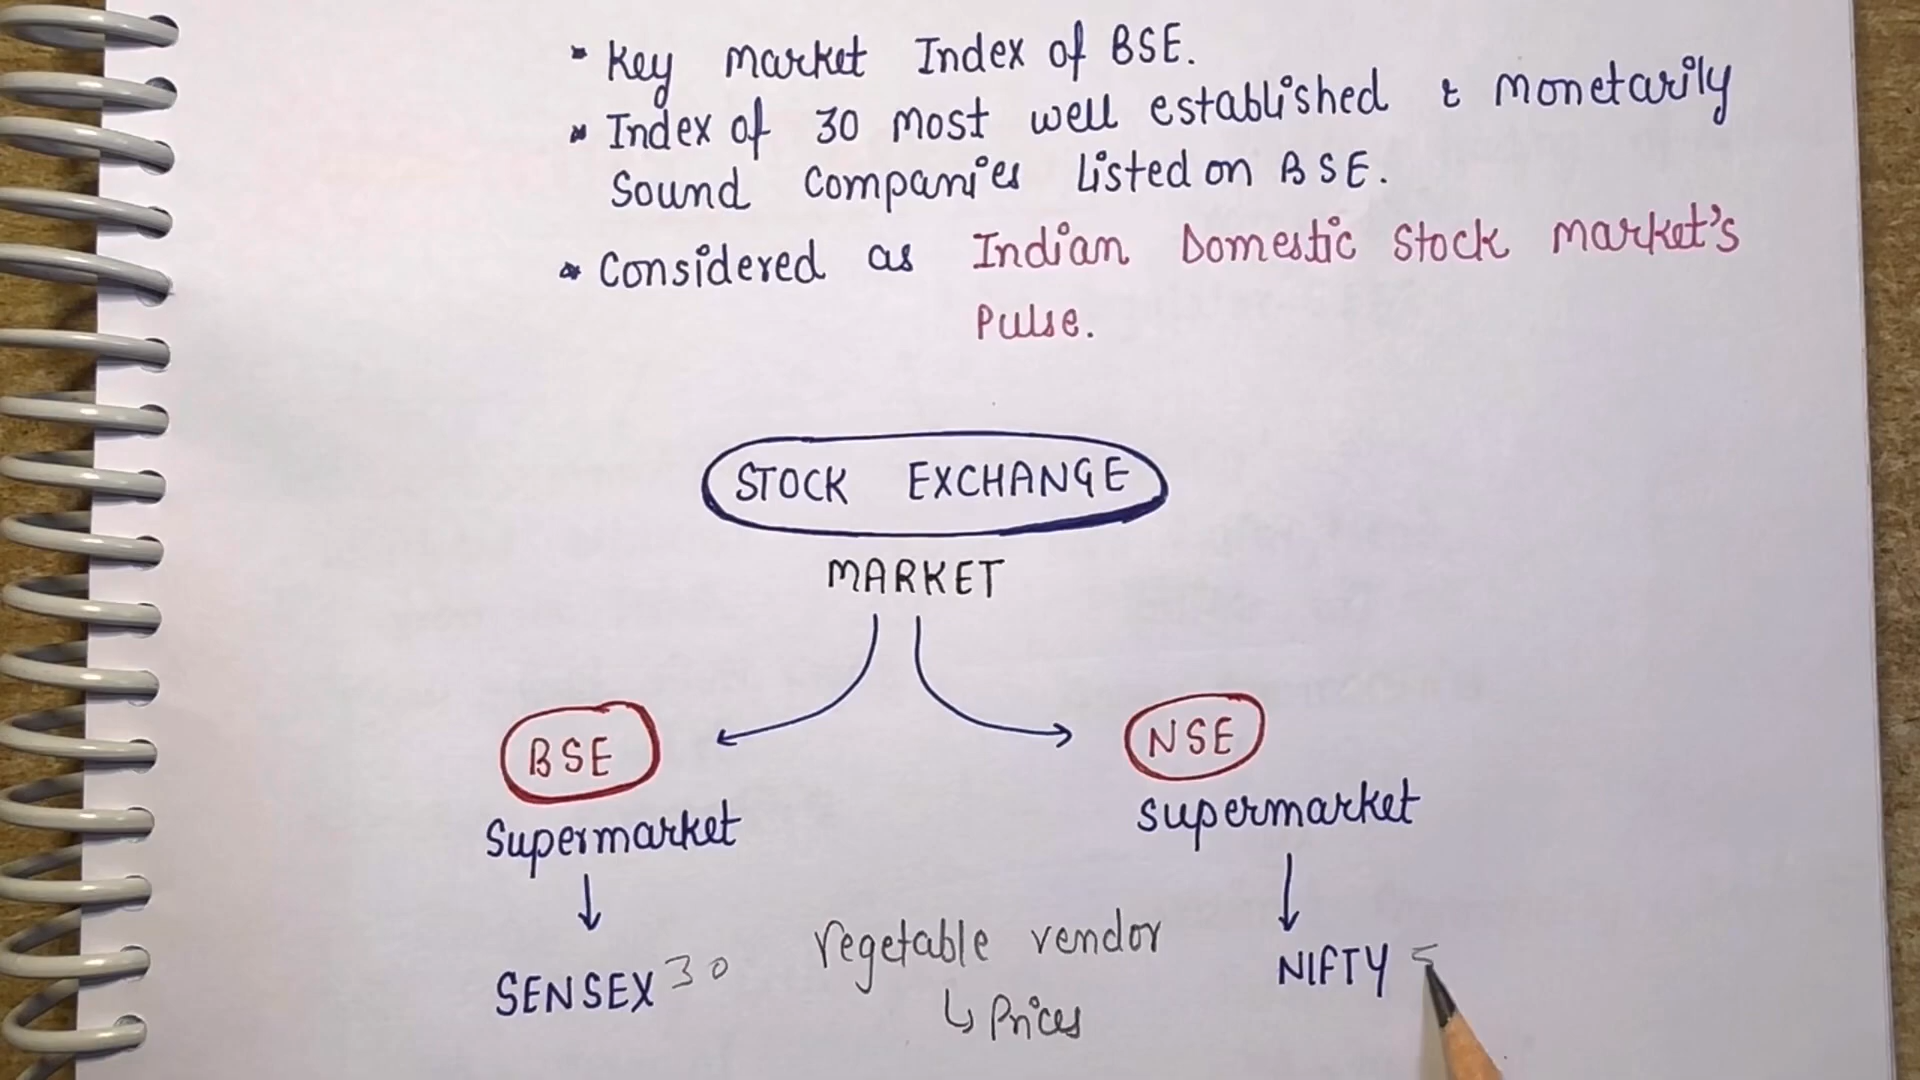 Key market Index of BSE.
Index of 30 most well established & monetarily
Sound Companies Listed on BSE.
Considered as Indian Domestic Stock market's
Pulse.
STOCK EXCHANGE
MARKET
BSE
NSE
Supermarket
Supermarket
SENSEX 30
Vegetable vendor
↳ Prices
NIFTY 5